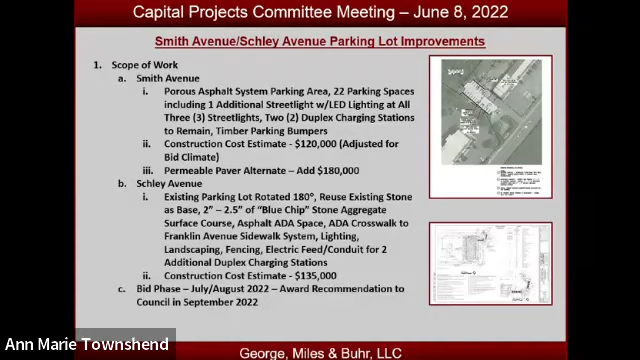 Capital Projects Committee Meeting – June 8, 2022
Smith Avenue/Schley Avenue Parking Lot Improvements
1. Scope of Work
a. Smith Avenue
i. Porous Asphalt System Parking Area, 22 Parking Spaces
including 1 Additional Streetlight w/LED Lighting at All
Three (3) Streetlights, Two (2) Duplex Charging Stations
to Remain, Timber Parking Bumpers
ii. Construction Cost Estimate - $120,000 (Adjusted for
Bid Climate)
iii. Permeable Paver Alternate – Add $180,000
b. Schley Avenue
i. Existing Parking Lot Rotated 180°, Reuse Existing Stone
as Base, 2” – 2.5” of “Blue Chip” Stone Aggregate
Surface Course, Asphalt ADA Space, ADA Crosswalk to
Franklin Avenue Sidewalk System, Lighting,
Landscaping, Fencing, Electric Feed/Conduit for 2
Additional Duplex Charging Stations
ii. Construction Cost Estimate - $135,000
c. Bid Phase – July/August 2022 – Award Recommendation to
Council in September 2022
Ann Marie Townshend
George, Miles & Buhr, LLC